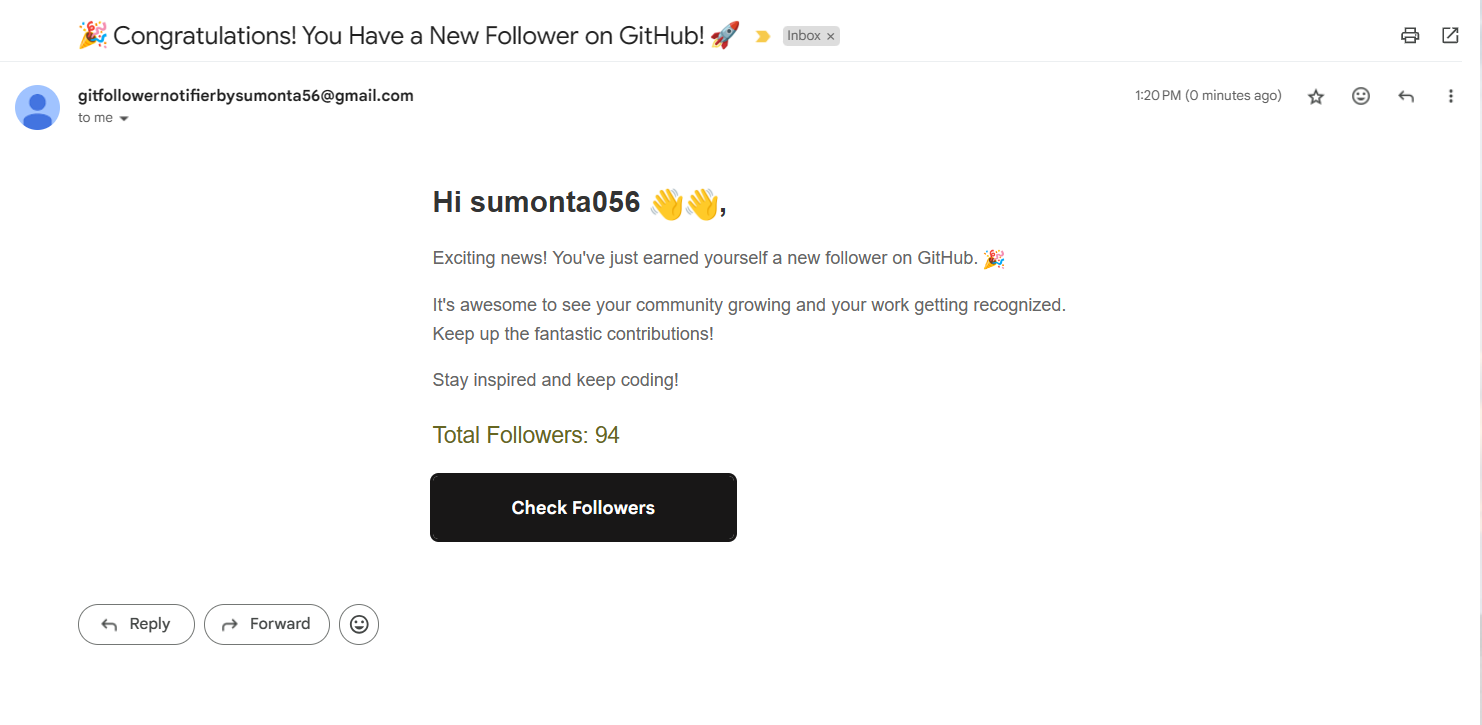 🎉 Congratulations! You Have a New Follower on GitHub! 🚀 Inbox ×
gitfollowernotifierbysumonta56@gmail.com 1:20 PM (0 minutes ago)
to me
Hi sumonta056 👋👋,
Exciting news! You've just earned yourself a new follower on GitHub. 🎉
It's awesome to see your community growing and your work getting recognized.
Keep up the fantastic contributions!
Stay inspired and keep coding!
Total Followers: 94
Check Followers
Reply Forward